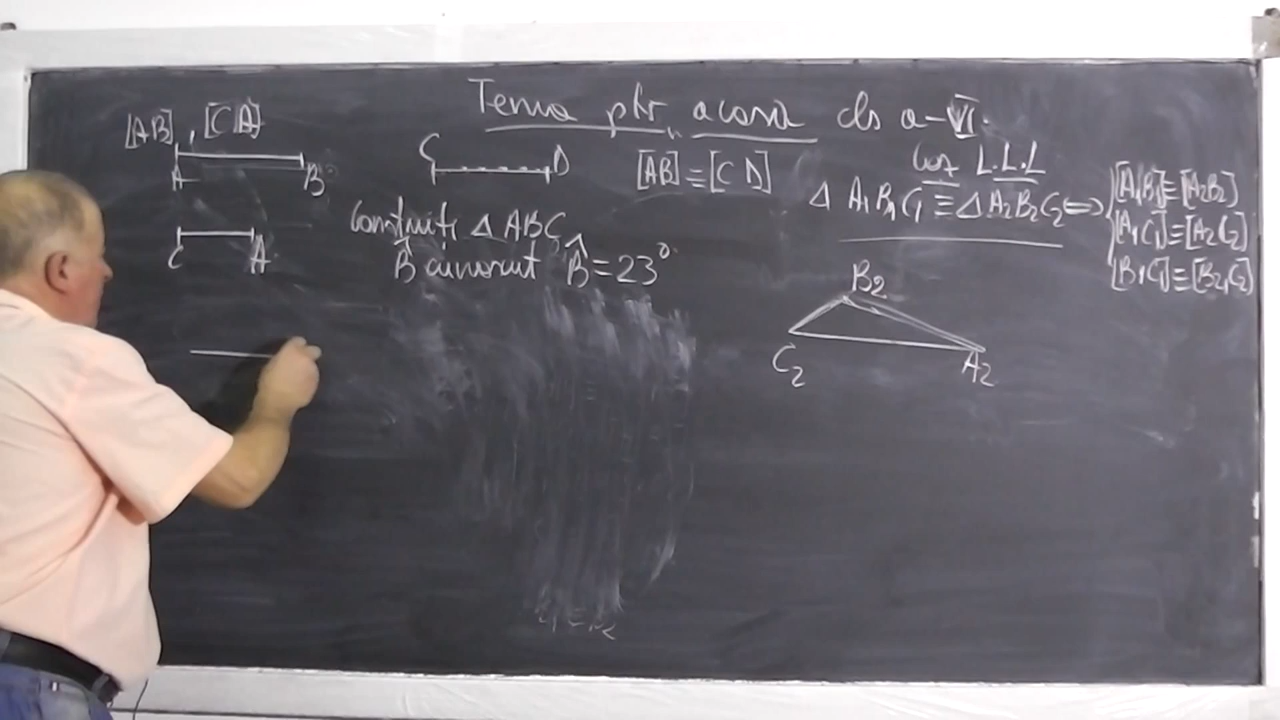 Tema ptr acasă cls a-VI.
[AB], [CA]
A B
C D
[AB] ≡ [CD]
Caz L.L.L
Δ A1B1C1 ≡ Δ A2B2C2 ⇔
[A1B1] ≡ [A2B2]
[A1C1] ≡ [A2C2]
[B1C1] ≡ [B2C2]
C A
Construiți Δ ABC,
B̂ cunoscut B̂ = 23°
B2
C2 A2